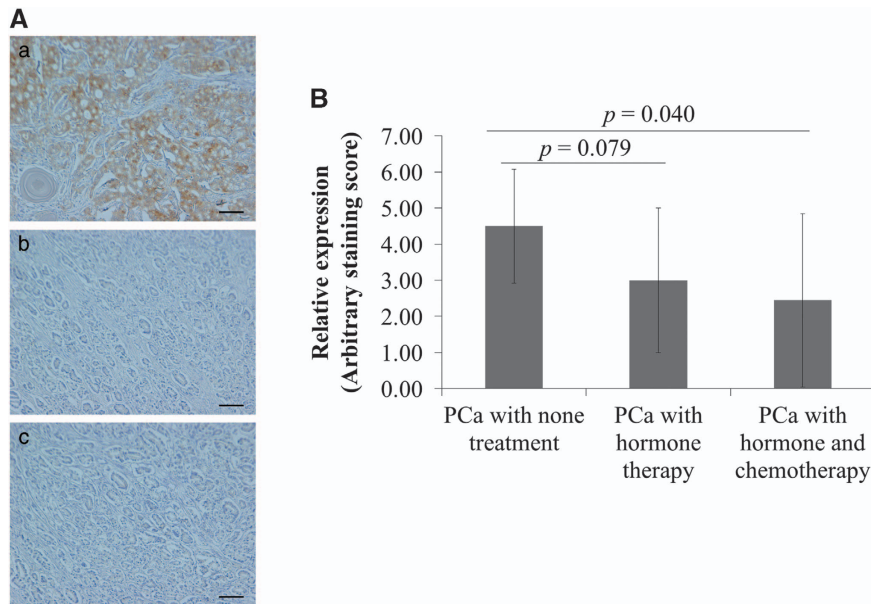 A
a
b
c
B
p = 0.040
p = 0.079
7.00
6.00
5.00
4.00
3.00
2.00
1.00
0.00
Relative expression
(Arbitrary staining score)
PCa with none
treatment
PCa with
hormone
therapy
PCa with
hormone and
chemotherapy